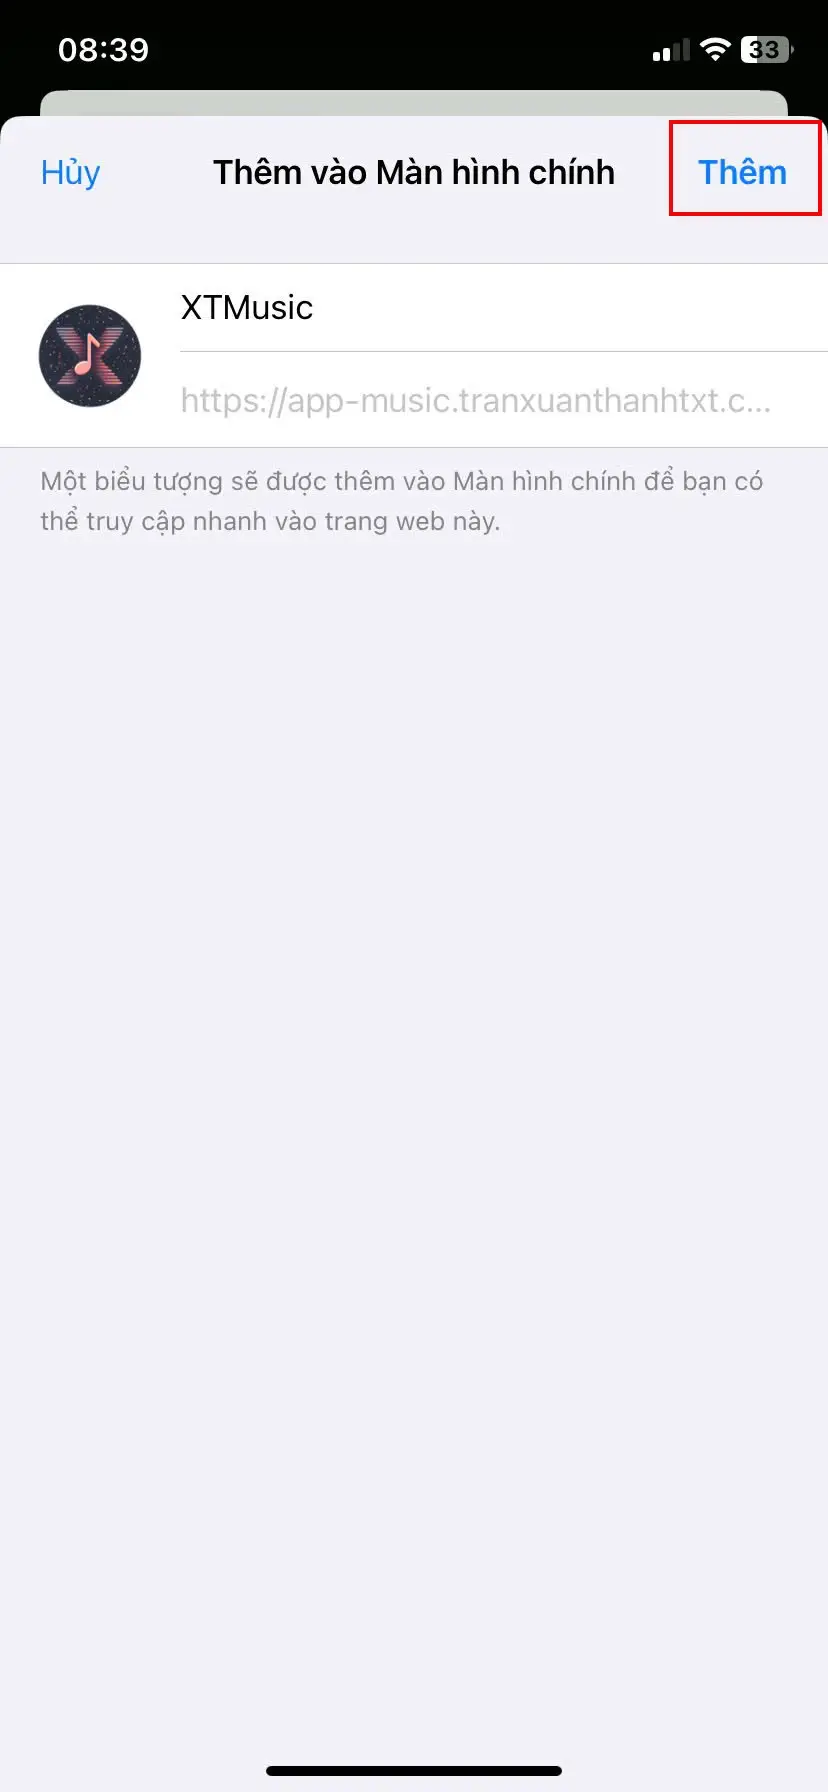 08:39
33
Hủy
Thêm vào Màn hình chính
Thêm
XTMusic
https://app-music.tranxuanthanhtxt.c...
Một biểu tượng sẽ được thêm vào Màn hình chính để bạn có
thể truy cập nhanh vào trang web này.